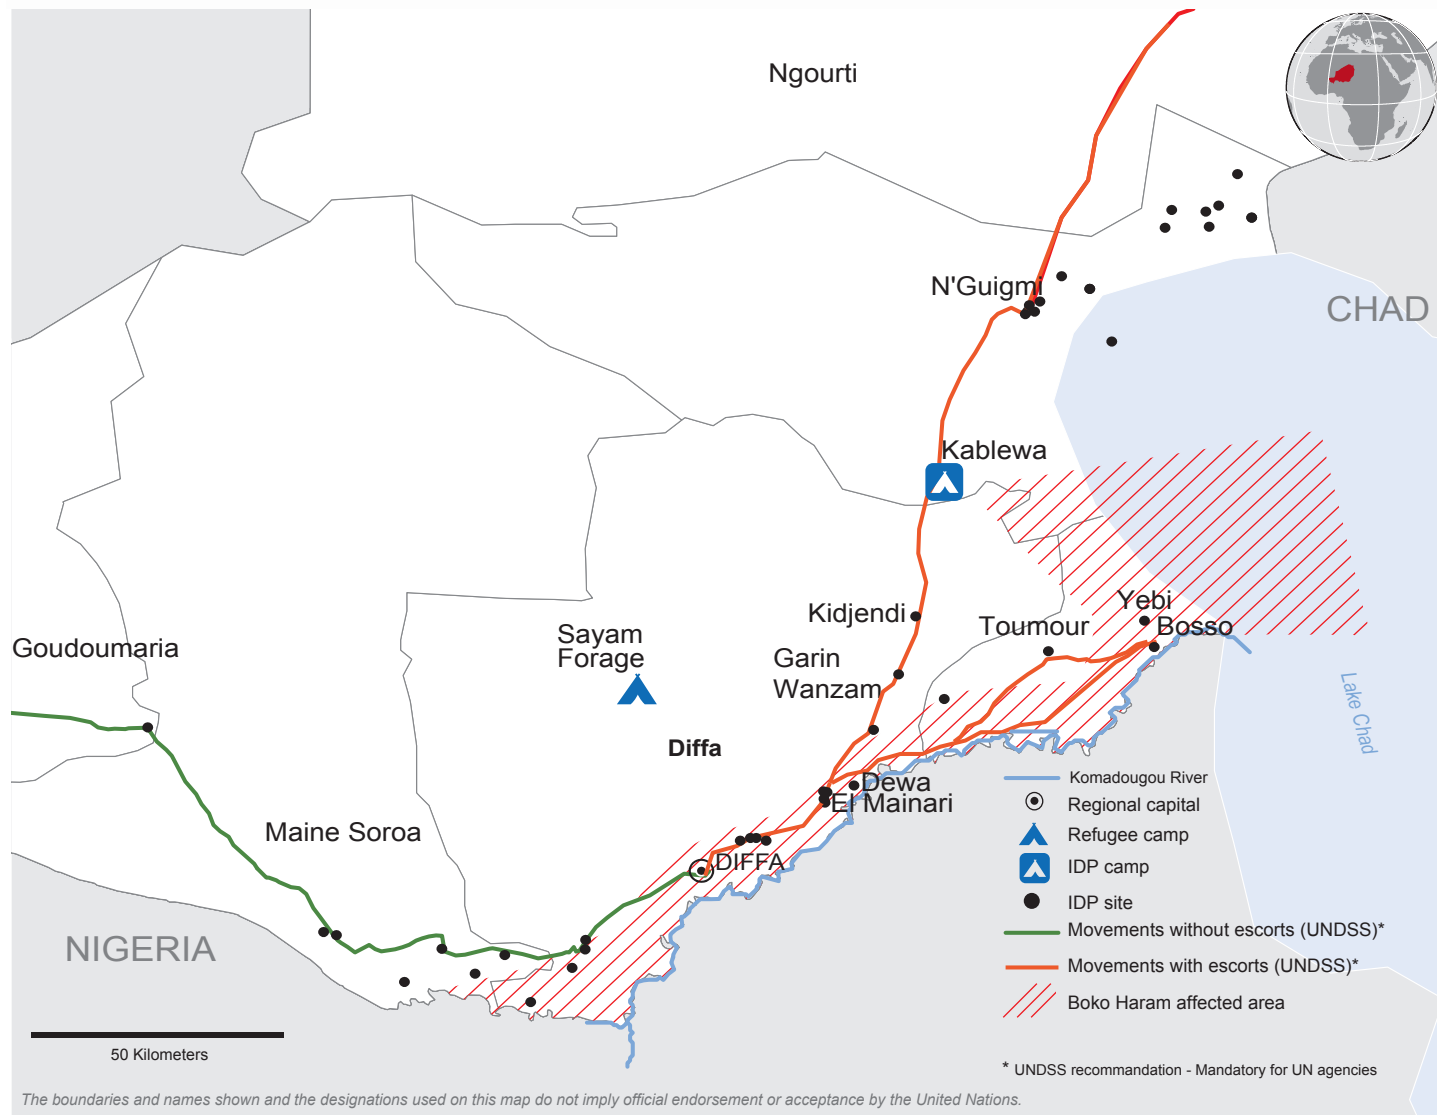 Ngourti
N'Guigmi
CHAD
Kablewa
Yebi
Kidjendi
Toumour
Bosso
Sayam
Forage
Goudoumaria
Garin
Wanzam
Lake Chad
Diffa
Dewa
El Mainari
Maine Soroa
DIFFA
NIGERIA
Komadougou River
Regional capital
Refugee camp
IDP camp
IDP site
Movements without escorts (UNDSS)*
Movements with escorts (UNDSS)*
Boko Haram affected area
50 Kilometers
* UNDSS recommandation - Mandatory for UN agencies
The boundaries and names shown and the designations used on this map do not imply official endorsement or acceptance by the United Nations.